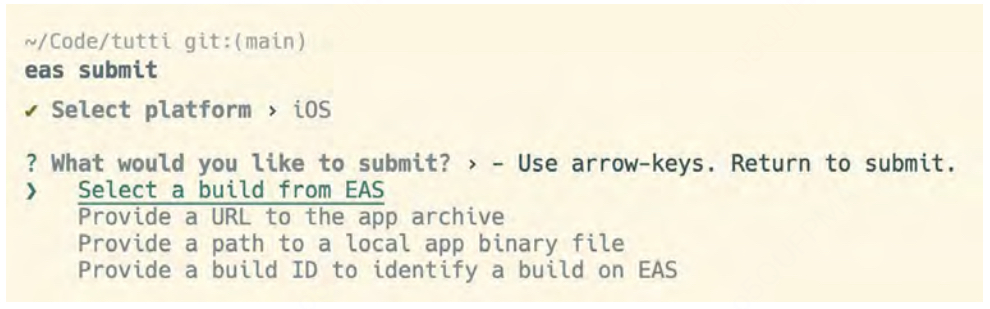 ~/Code/tutti git:(main)
eas submit
✔ Select platform › iOS
? What would you like to submit? › - Use arrow-keys. Return to submit.
❯ Select a build from EAS
Provide a URL to the app archive
Provide a path to a local app binary file
Provide a build ID to identify a build on EAS